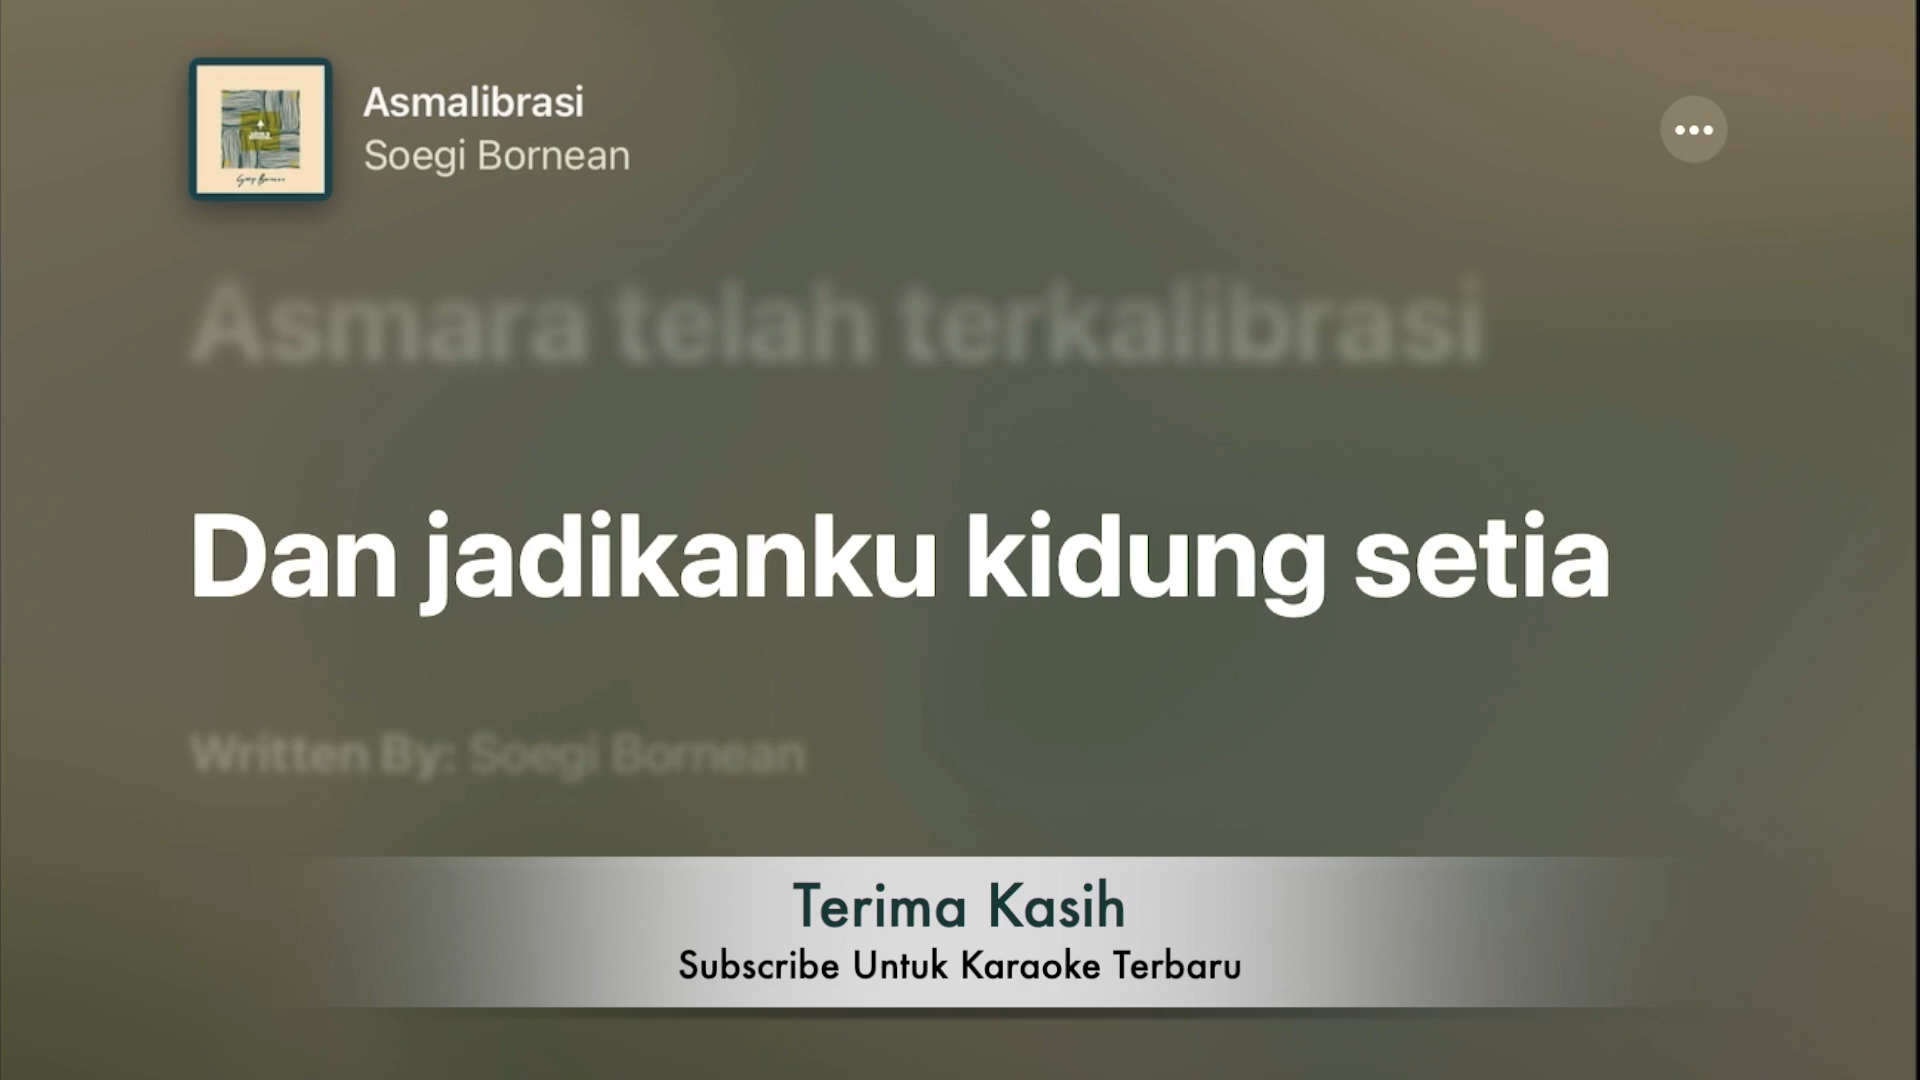 Asmalibrasi
Soegi Bornean
Asmara telah terkalibrasi
Dan jadikanku kidung setia
Written By: Soegi Bornean
Terima Kasih
Subscribe Untuk Karaoke Terbaru